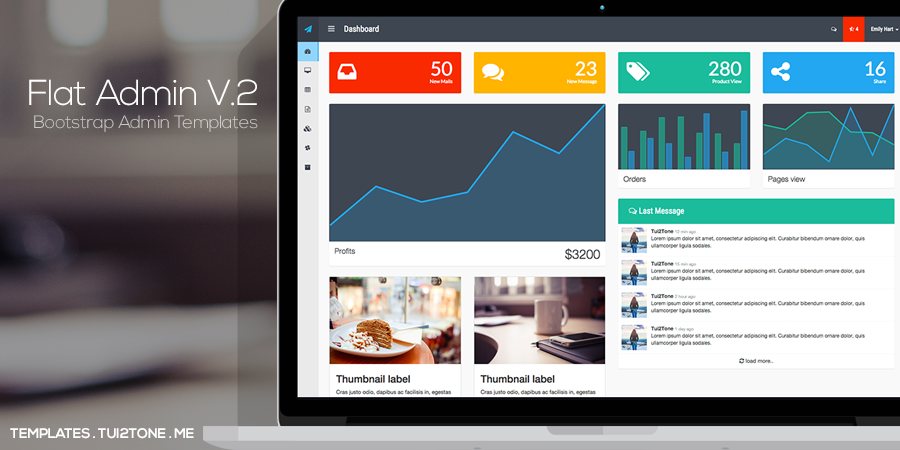 Flat Admin V.2
Bootstrap Admin Templates
TEMPLATES . TUI2TONE . ME
Dashboard
4
Emily Hart
50
New Mails
23
New Message
280
Product View
16
Share
Profits
$3200
Orders
Pages view
Last Message
Tui2Tone 12 min ago
Lorem ipsum dolor sit amet, consectetur adipiscing elit. Curabitur bibendum ornare dolor, quis
ullamcorper ligula sodales.
Tui2Tone 15 min ago
Lorem ipsum dolor sit amet, consectetur adipiscing elit. Curabitur bibendum ornare dolor, quis
ullamcorper ligula sodales.
Tui2Tone 2 hour ago
Lorem ipsum dolor sit amet, consectetur adipiscing elit. Curabitur bibendum ornare dolor, quis
ullamcorper ligula sodales.
Tui2Tone 1 day ago
Lorem ipsum dolor sit amet, consectetur adipiscing elit. Curabitur bibendum ornare dolor, quis
ullamcorper ligula sodales.
load more..
Thumbnail label
Cras justo odio, dapibus ac facilisis in, egestas
Thumbnail label
Cras justo odio, dapibus ac facilisis in, egestas